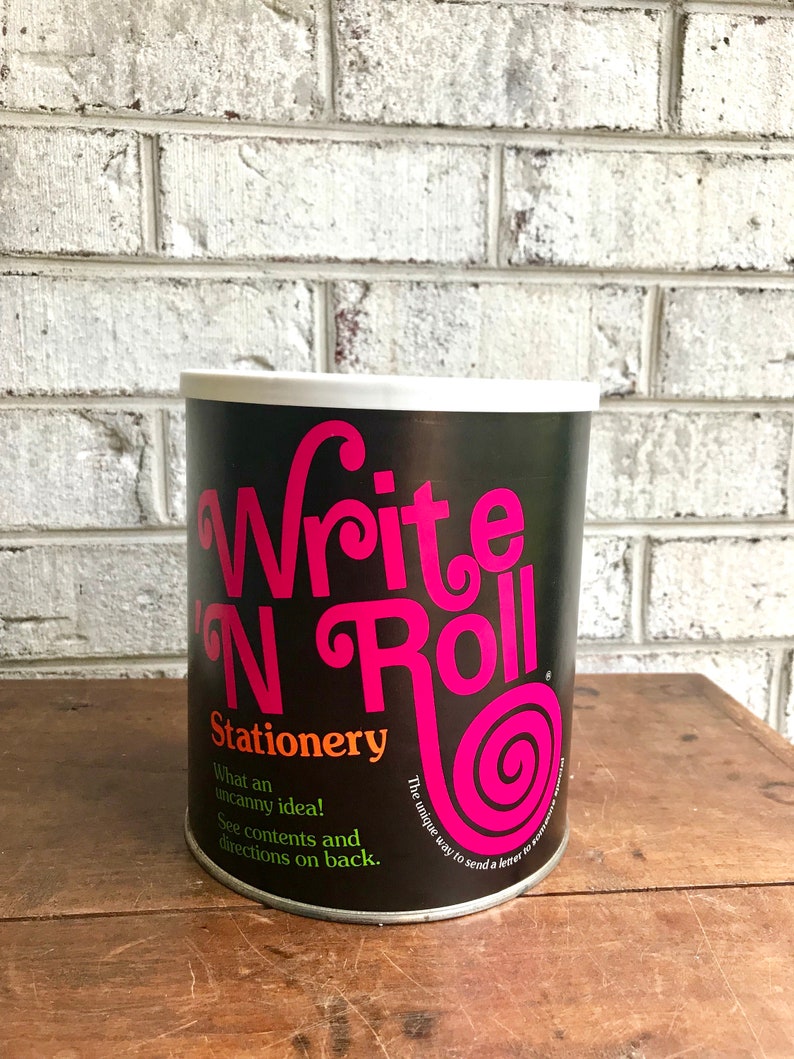 Write
'N Roll
®
Stationery
What an
uncanny idea!
See contents and
directions on back.
The unique way to send a letter to someone special